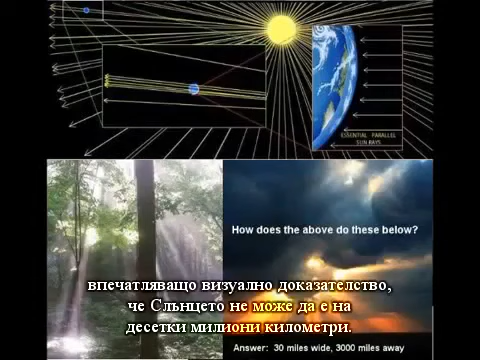 ESSENTIAL PARALLEL
SUN RAYS
How does the above do these below?
впечатляващо визуално доказателство,
че Слънцето не може да е на
десетки милиони километри.
Answer: 30 miles wide, 3000 miles away